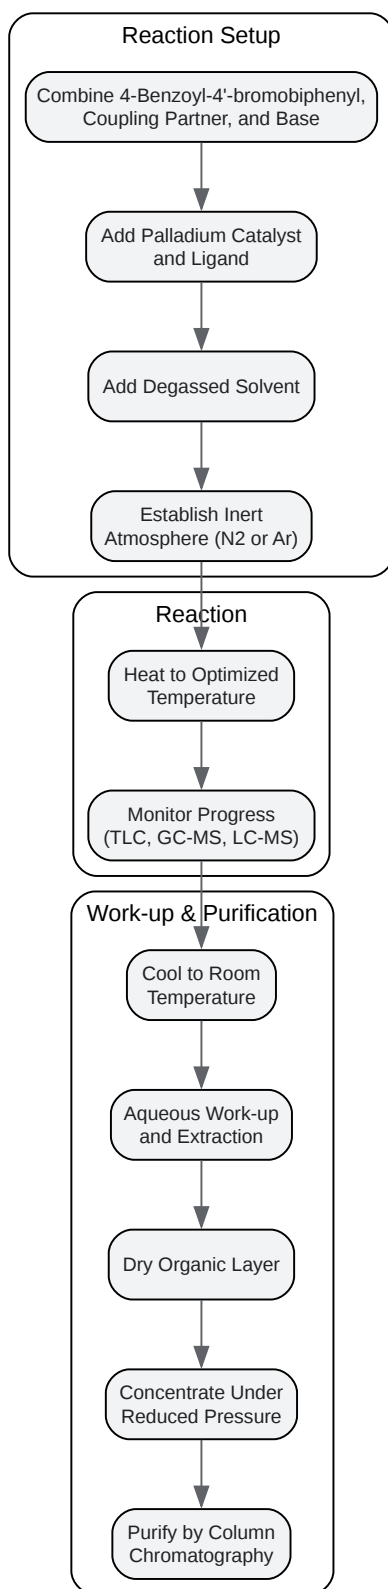 Reaction Setup
Combine 4-Benzoyl-4'-bromobiphenyl,
Coupling Partner, and Base
Add Palladium Catalyst
and Ligand
Add Degassed Solvent
Establish Inert
Atmosphere (N2 or Ar)
Reaction
Heat to Optimized
Temperature
Monitor Progress
(TLC, GC-MS, LC-MS)
Work-up & Purification
Cool to Room
Temperature
Aqueous Work-up
and Extraction
Dry Organic Layer
Concentrate Under
Reduced Pressure
Purify by Column
Chromatography